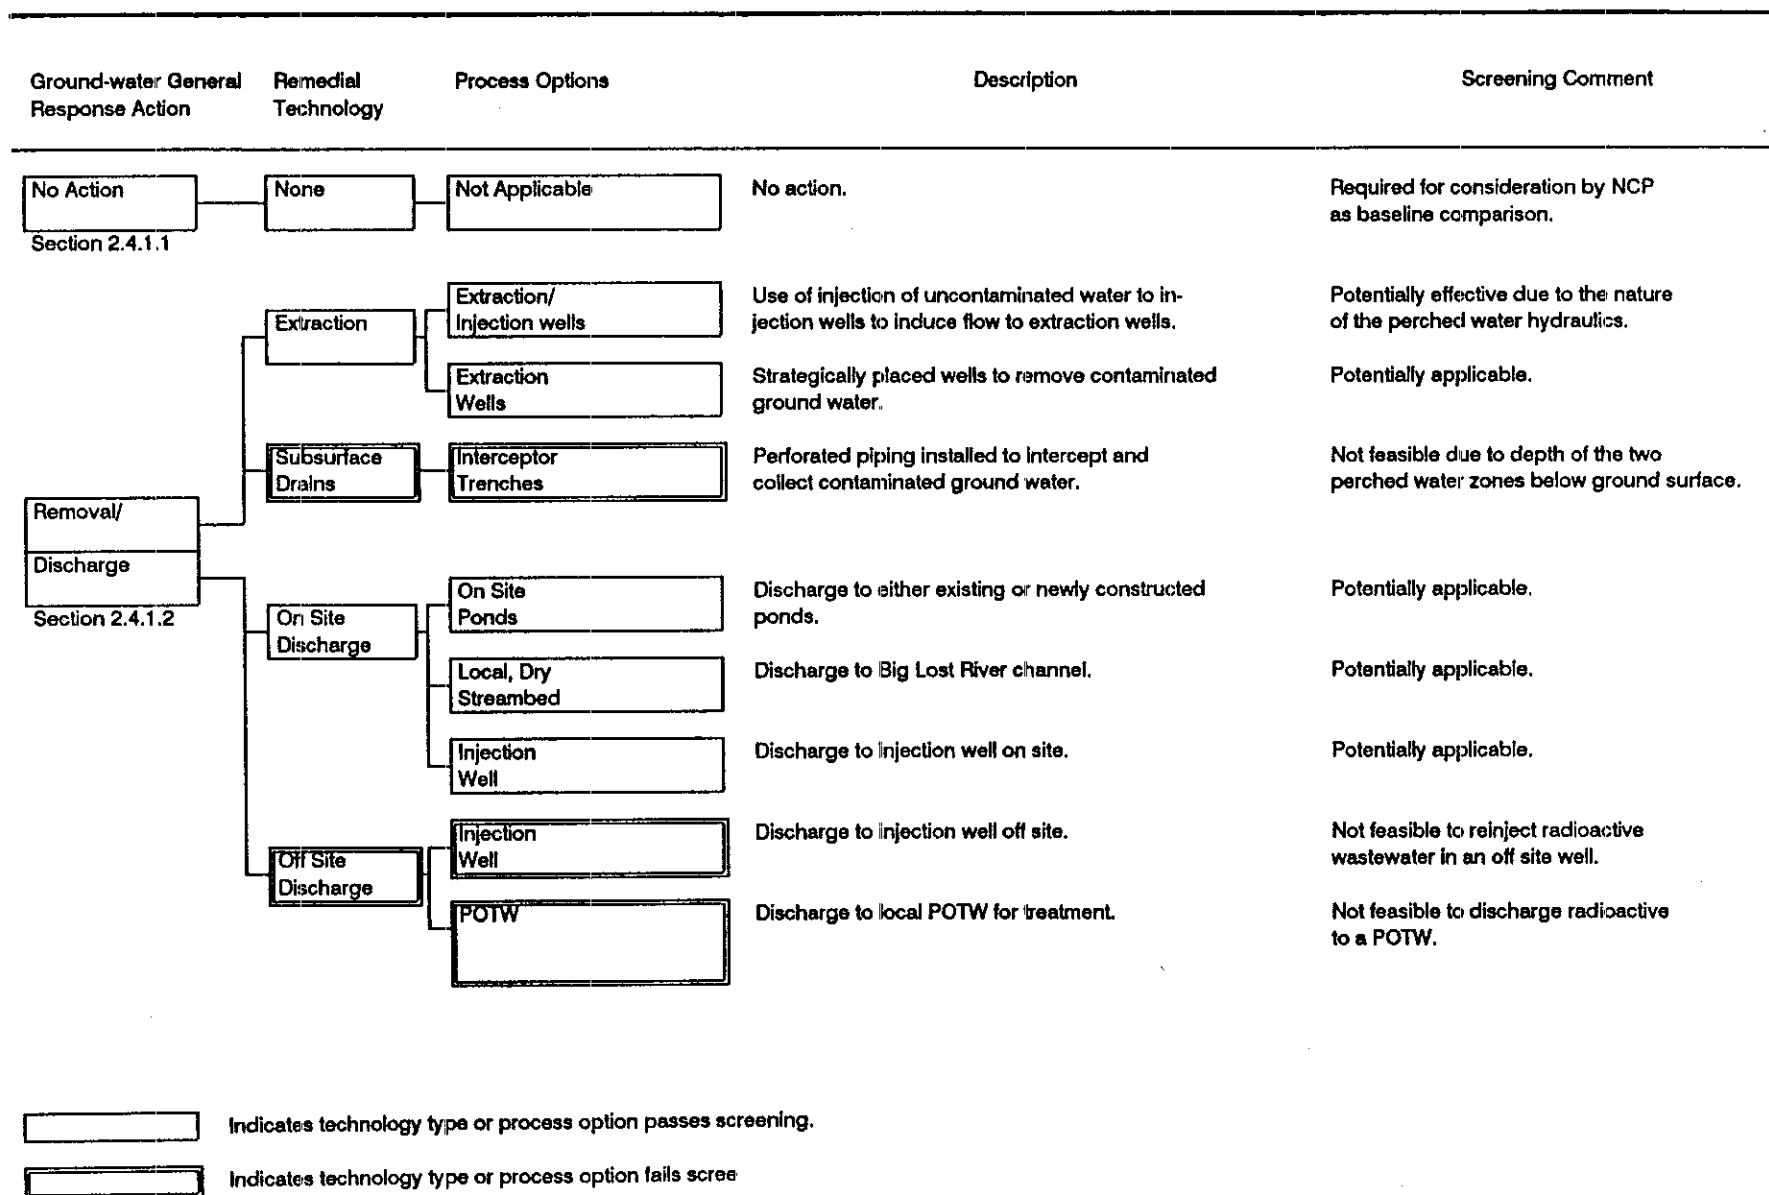 Ground-water General Response Action
Remedial Technology
Process Options
Description
Screening Comment
No Action
Section 2.4.1.1
None
Not Applicable
No action.
Required for consideration by NCP
as baseline comparison.
Removal/
Discharge
Section 2.4.1.2
Extraction
Extraction/
Injection wells
Use of injection of uncontaminated water to in-
jection wells to induce flow to extraction wells.
Potentially effective due to the nature
of the perched water hydraulics.
Extraction
Wells
Strategically placed wells to remove contaminated
ground water.
Potentially applicable.
Subsurface
Drains
Interceptor
Trenches
Perforated piping installed to intercept and
collect contaminated ground water.
Not feasible due to depth of the two
perched water zones below ground surface.
On Site
Discharge
On Site
Ponds
Discharge to either existing or newly constructed
ponds.
Potentially applicable.
Local, Dry
Streambed
Discharge to Big Lost River channel.
Potentially applicable.
Injection
Well
Discharge to injection well on site.
Potentially applicable.
Off Site
Discharge
Injection
Well
Discharge to injection well off site.
Not feasible to reinject radioactive
wastewater in an off site well.
POTW
Discharge to local POTW for treatment.
Not feasible to discharge radioactive
to a POTW.
Indicates technology type or process option passes screening.
Indicates technology type or process option fails scree